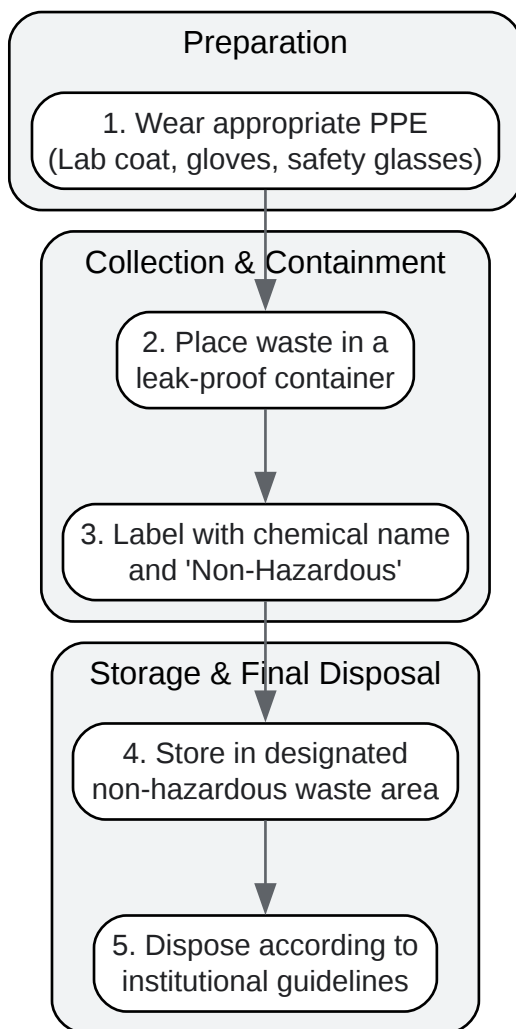 Preparation
1. Wear appropriate PPE
(Lab coat, gloves, safety glasses)
Collection & Containment
2. Place waste in a
leak-proof container
3. Label with chemical name
and 'Non-Hazardous'
Storage & Final Disposal
4. Store in designated
non-hazardous waste area
5. Dispose according to
institutional guidelines